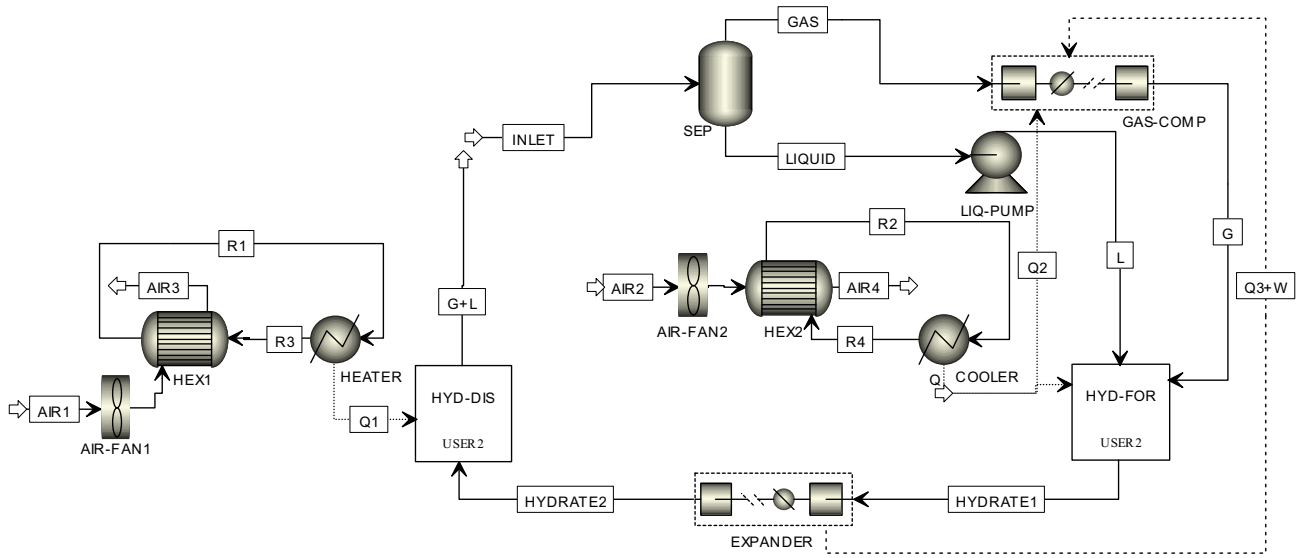 GAS
GAS-COMP
SEP
INLET
LIQUID
LIQ-PUMP
R2
G
L
Q2
Q3+W
R1
AIR3
G+L
AIR2
AIR-FAN2
HEX2
AIR4
R3
HEATER
R4
Q
COOLER
HEX1
AIR1
AIR-FAN1
Q1
HYD-DIS
USER2
HYD-FOR
USER2
HYDRATE2
EXPANDER
HYDRATE1